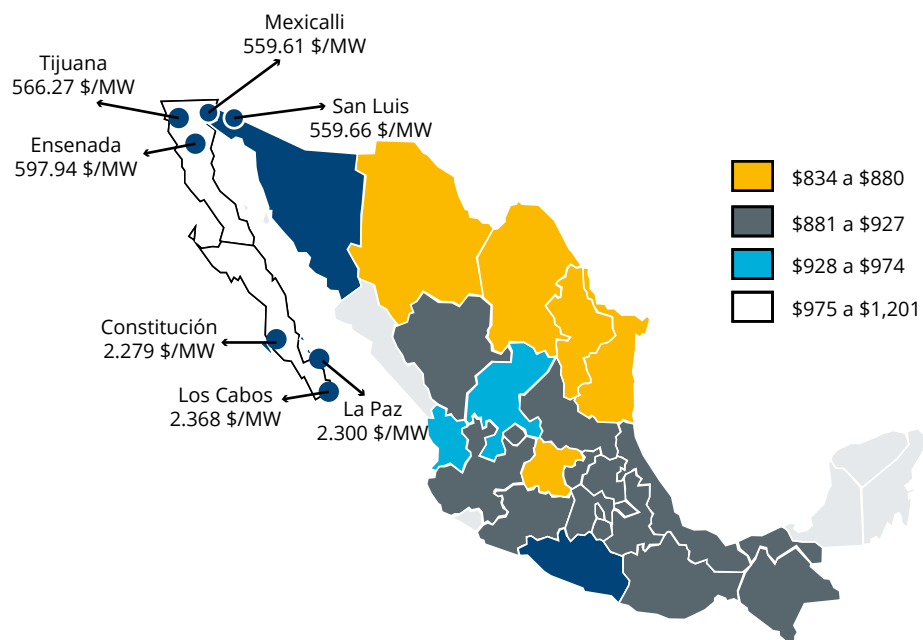 Mexicalli
559.61 $/MW
Tijuana
566.27 $/MW
San Luis
559.66 $/MW
Ensenada
597.94 $/MW
$834 a $880
$881 a $927
$928 a $974
$975 a $1,201
Constitución
2.279 $/MW
Los Cabos
2.368 $/MW
La Paz
2.300 $/MW